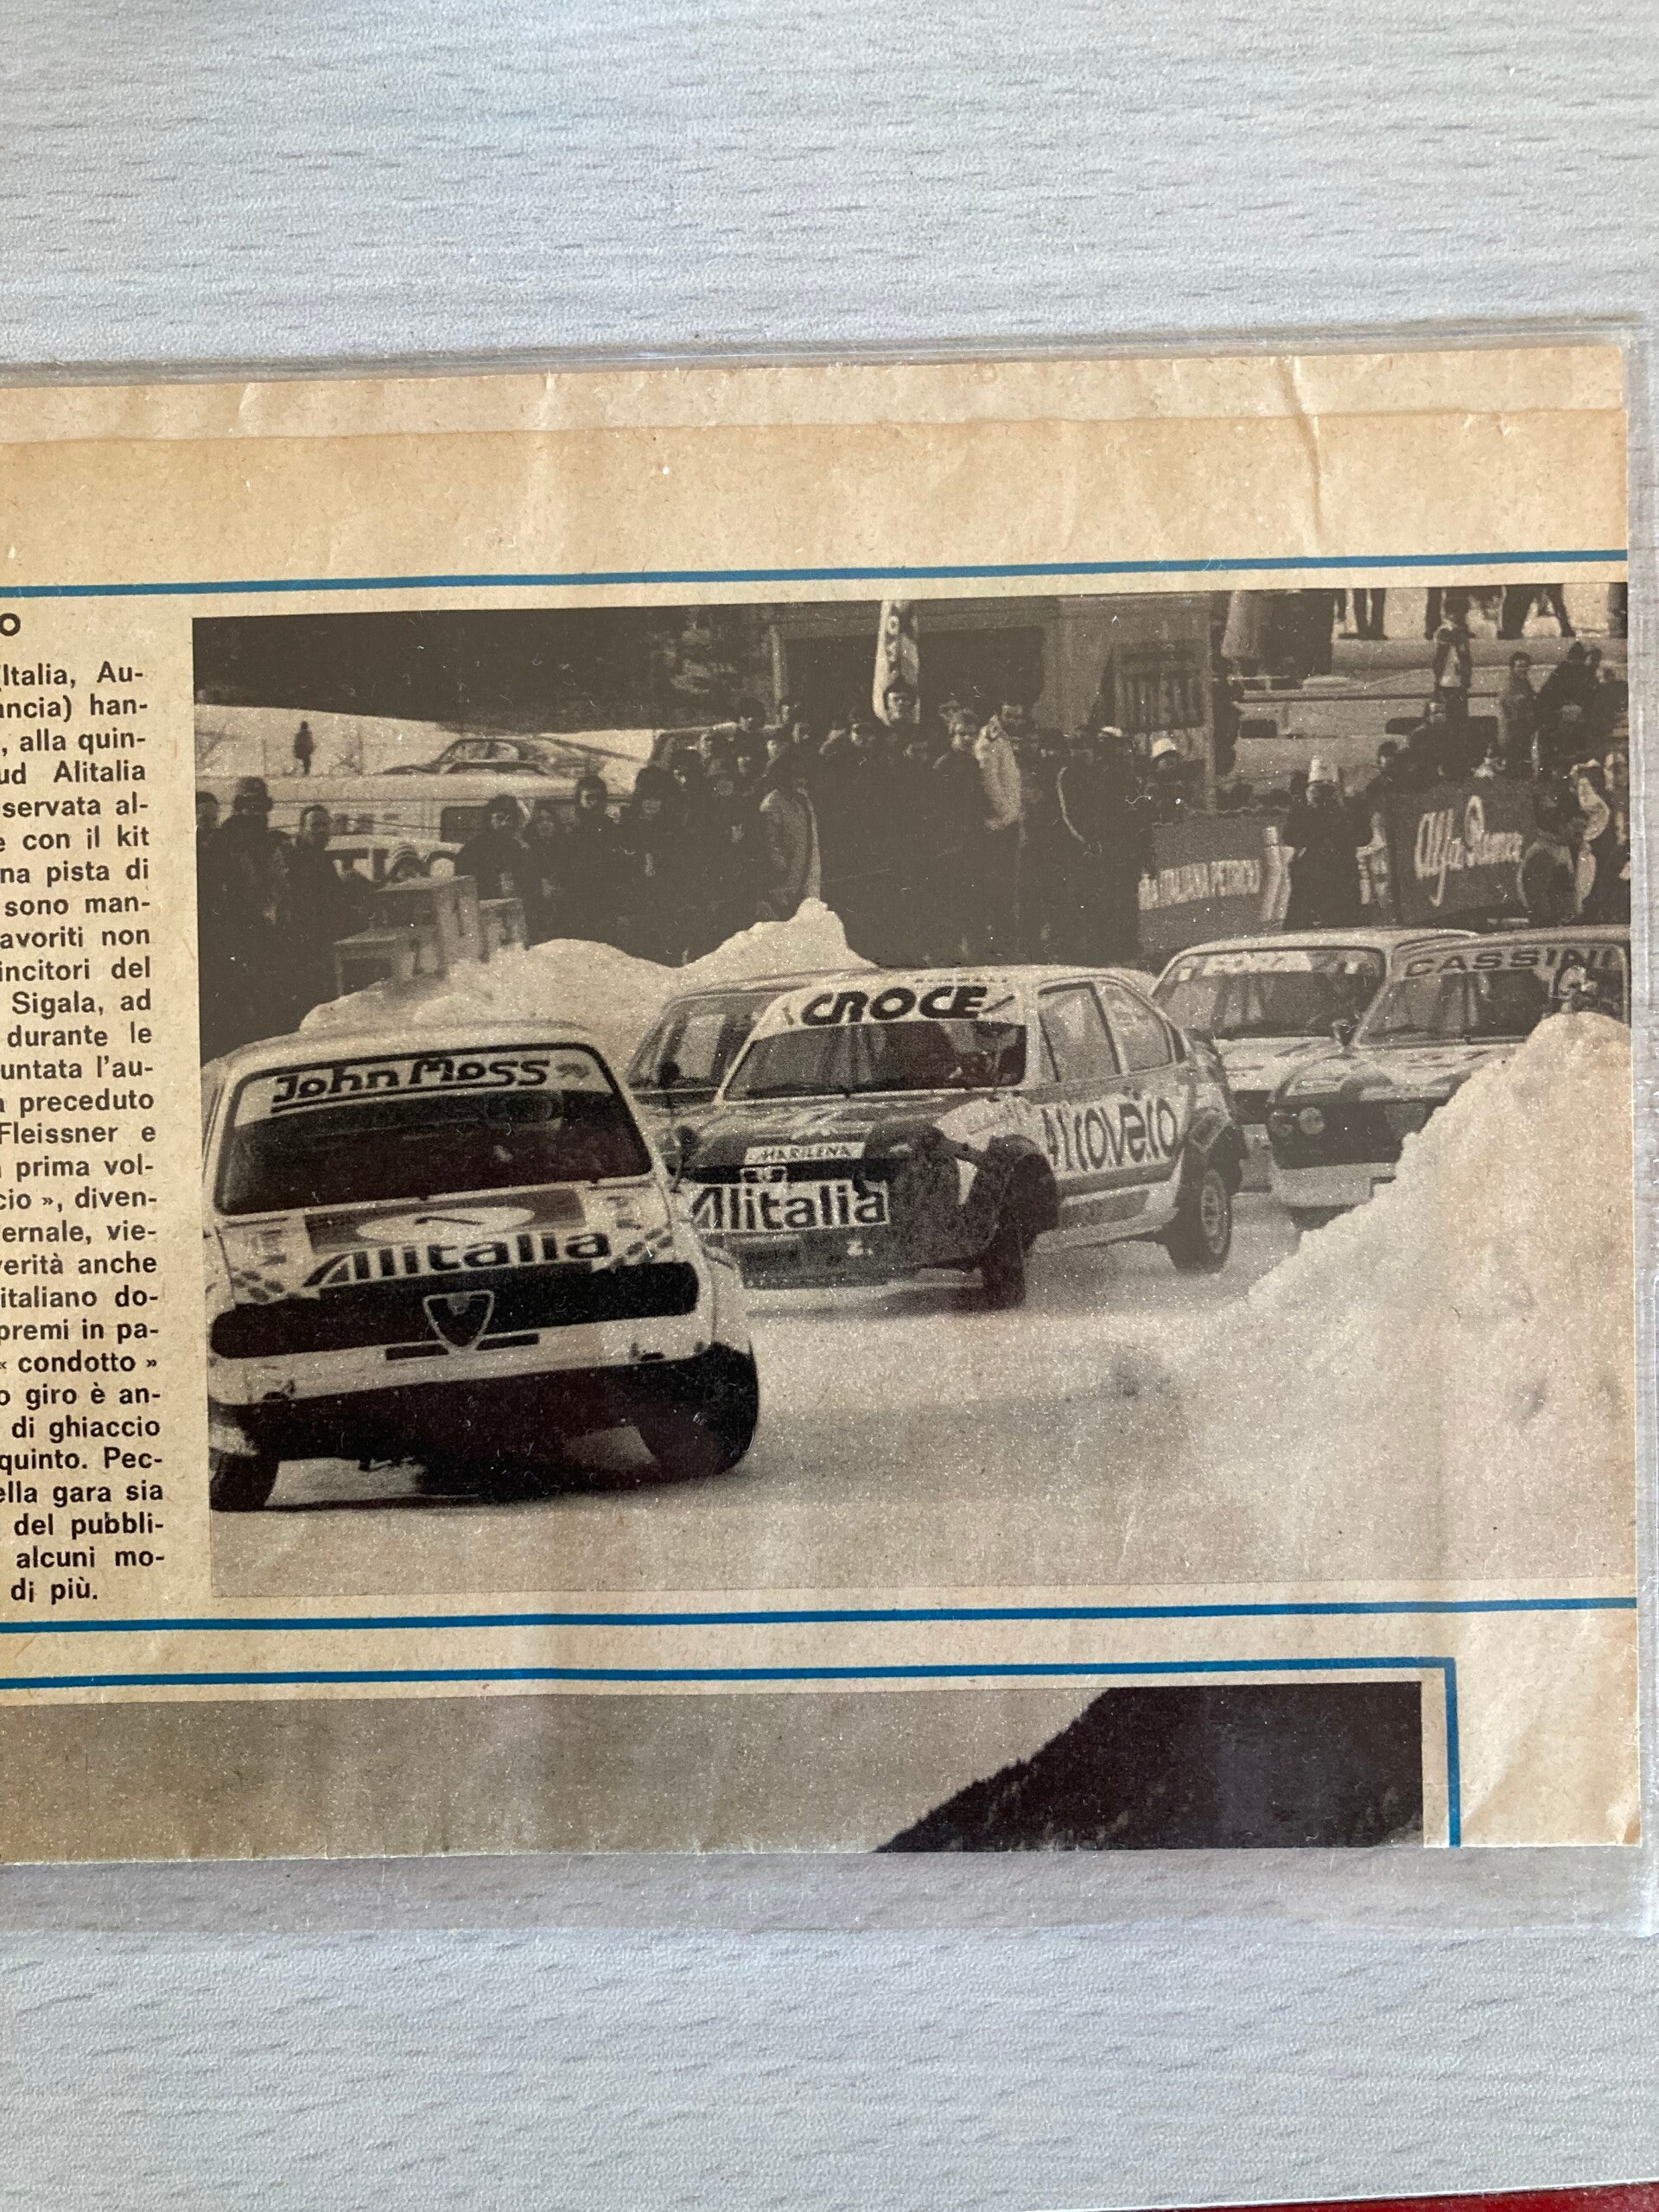 o
Italia, Au-
ancia) han-
, alla quin-
ud Alitalia
servata al-
e con il kit
na pista di
sono man-
avoriti non
incitori del
Sigala, ad
durante le
untata l'au-
a preceduto
Fleissner e
prima vol-
cio », diven-
ernale, vie-
verità anche
italiano do-
premi in pa-
« condotto »
o giro è an-
di ghiaccio
quinto. Pec-
ella gara sia
del pubbli-
alcuni mo-
di più.
ITALIANA PETROLI
Alfa Romeo
CASSINI
CROCE
John Moss
MARILENA
Alitalia
Alitalia